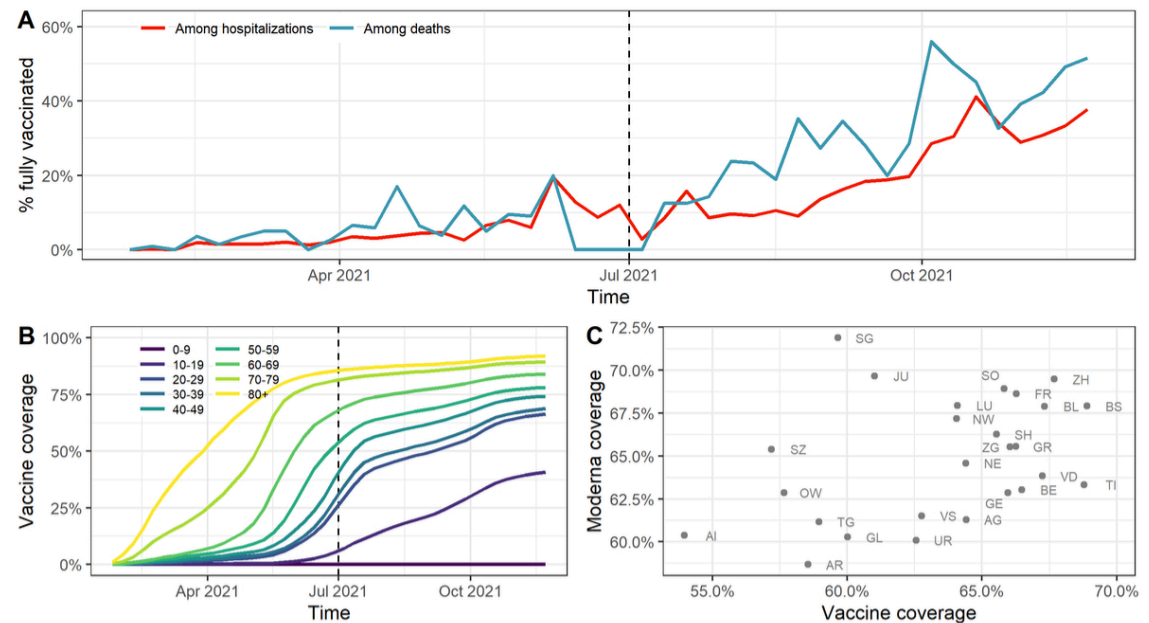 A
Among hospitalizations
Among deaths
60%
40%
20%
0%
% fully vaccinated
Apr 2021
Jul 2021
Oct 2021
Time
B
100%
75%
50%
25%
0%
Vaccine coverage
0-9
10-19
20-29
30-39
40-49
50-59
60-69
70-79
80+
Apr 2021
Jul 2021
Oct 2021
Time
C
72.5%
70.0%
67.5%
65.0%
62.5%
60.0%
Moderna coverage
SG
JU
SO
ZH
FR
LU
BL
BS
NW
SH
ZG
GR
SZ
NE
VD
TI
OW
BE
GE
VS
AG
TG
GL
UR
AI
AR
55.0%
60.0%
65.0%
70.0%
Vaccine coverage